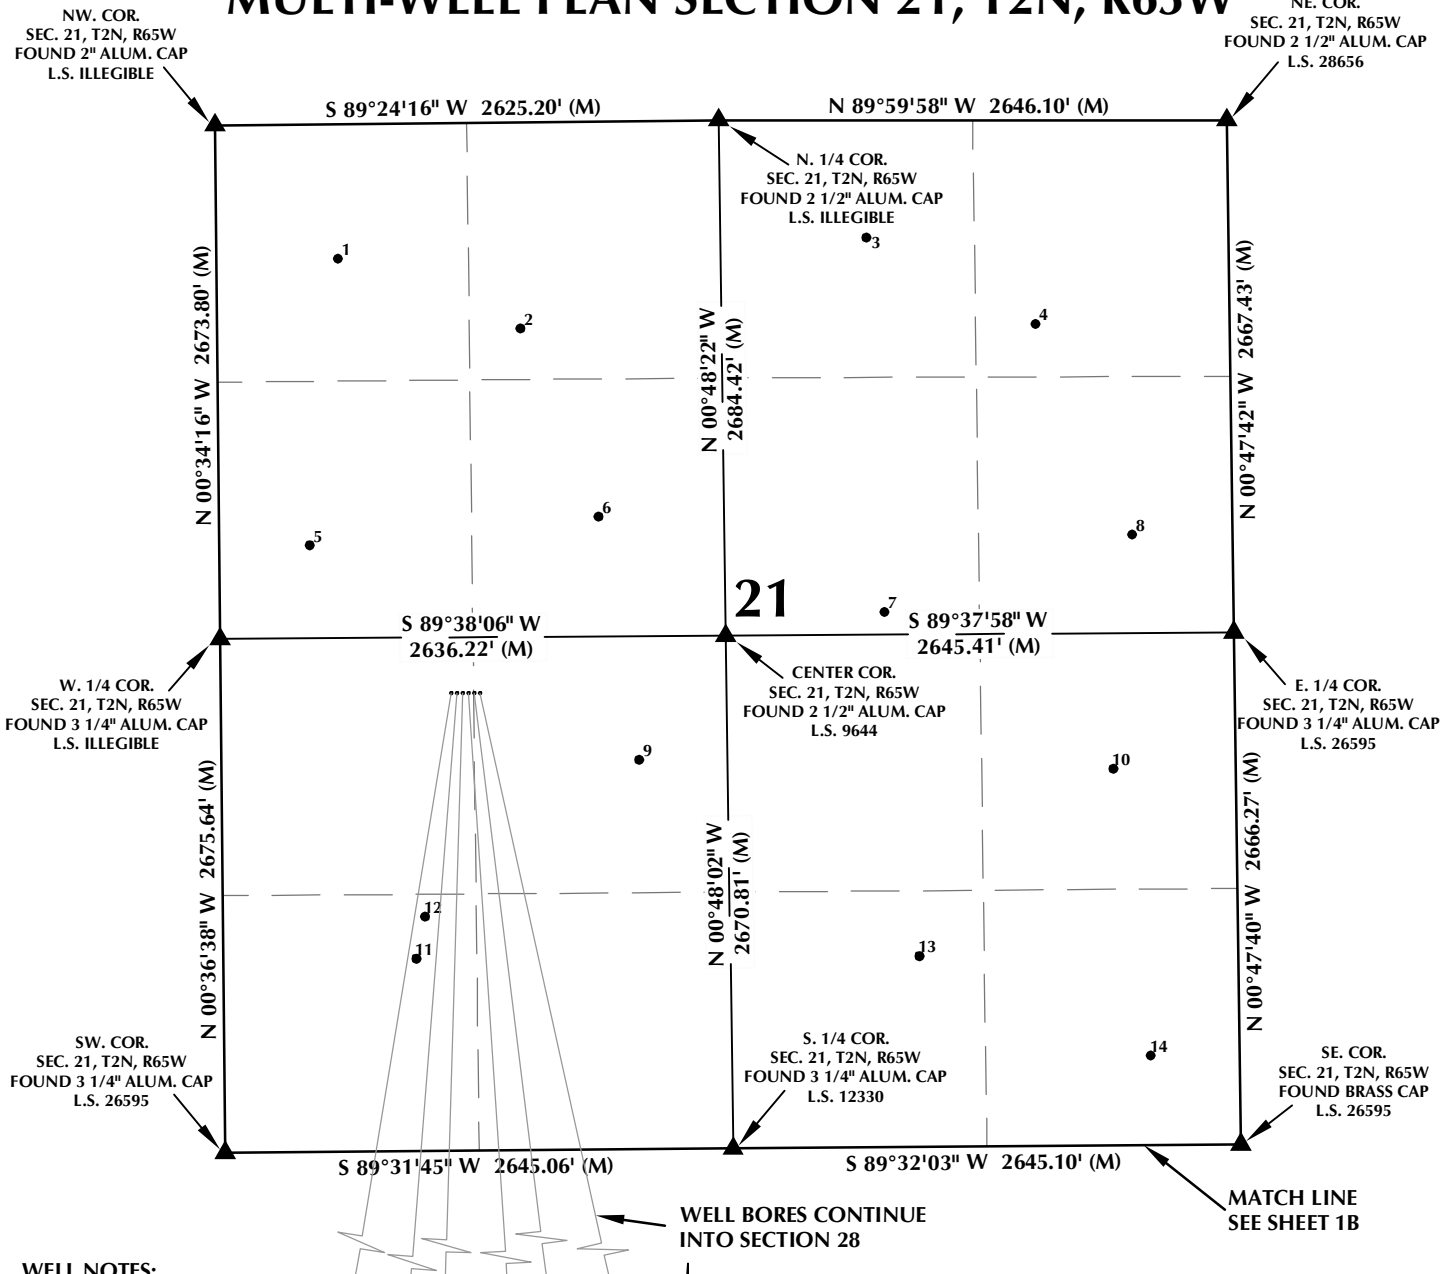 MULTI-WELL PLAN SECTION 21, T2N, R65W
NW. COR.
SEC. 21, T2N, R65W
FOUND 2" ALUM. CAP
L.S. ILLEGIBLE
NE. COR.
SEC. 21, T2N, R65W
FOUND 2 1/2" ALUM. CAP
L.S. 28656
S 89°24'16" W 2625.20' (M)
N 89°59'58" W 2646.10' (M)
N. 1/4 COR.
SEC. 21, T2N, R65W
FOUND 2 1/2" ALUM. CAP
L.S. ILLEGIBLE
1
2
3
4
N 00°34'16" W 2673.80' (M)
N 00°48'22" W
2684.42' (M)
N 00°47'42" W 2667.43' (M)
5
6
7
8
21
S 89°38'06" W
2636.22' (M)
S 89°37'58" W
2645.41' (M)
W. 1/4 COR.
SEC. 21, T2N, R65W
FOUND 3 1/4" ALUM. CAP
L.S. ILLEGIBLE
CENTER COR.
SEC. 21, T2N, R65W
FOUND 2 1/2" ALUM. CAP
L.S. 9644
E. 1/4 COR.
SEC. 21, T2N, R65W
FOUND 3 1/4" ALUM. CAP
L.S. 26595
9
10
N 00°36'38" W 2675.64' (M)
N 00°48'02" W
2670.81' (M)
N 00°47'40" W 2666.27' (M)
12
11
13
14
SW. COR.
SEC. 21, T2N, R65W
FOUND 3 1/4" ALUM. CAP
L.S. 26595
S. 1/4 COR.
SEC. 21, T2N, R65W
FOUND 3 1/4" ALUM. CAP
L.S. 12330
SE. COR.
SEC. 21, T2N, R65W
FOUND BRASS CAP
L.S. 26595
S 89°31'45" W 2645.06' (M)
S 89°32'03" W 2645.10' (M)
MATCH LINE
SEE SHEET 1B
WELL BORES CONTINUE
INTO SECTION 28
WELL NOTES: